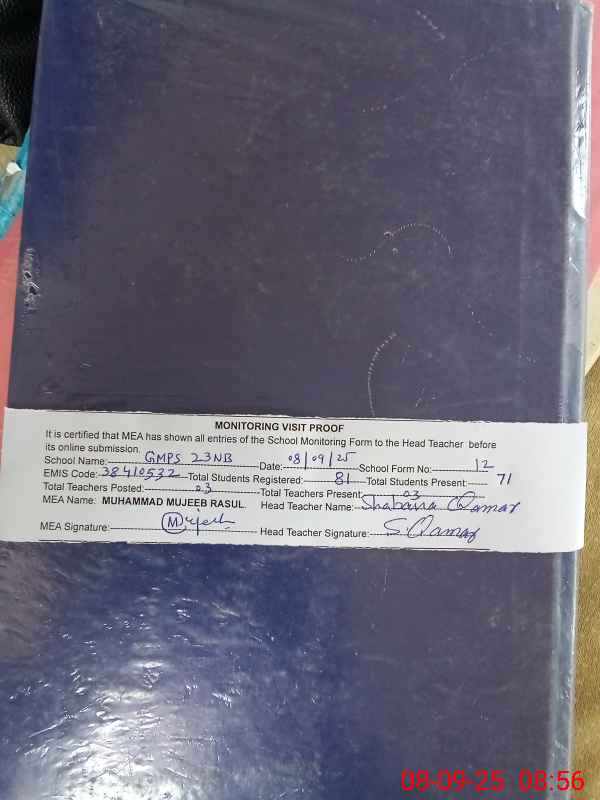 MONITORING VISIT PROOF
It is certified that MEA has shown all entries of the School Monitoring Form to the Head Teacher before
its online submission.
School Name: GMPS 23NB Date: 08/09/25 School Form No: 12
EMIS Code: 38410532 Total Students Registered: 81 Total Students Present: 71
Total Teachers Posted: 03 Total Teachers Present: 03
MEA Name: MUHAMMAD MUJEEB RASUL Head Teacher Name: Shabana Qamar
MEA Signature: Mujeeb Head Teacher Signature: S.Qamar
08-09-25 08:56